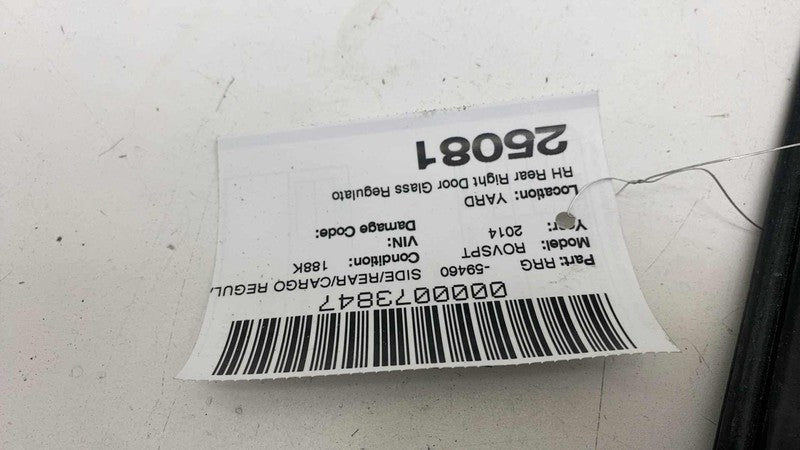 0000073847
SIDE/REAR/CARGO REGUL
Part: RRG -59460
Model: ROVSPT Condition: 188K
Year: 2014 VIN:
Damage Code:
Location: YARD
RH Rear Right Door Glass Regulato
25081